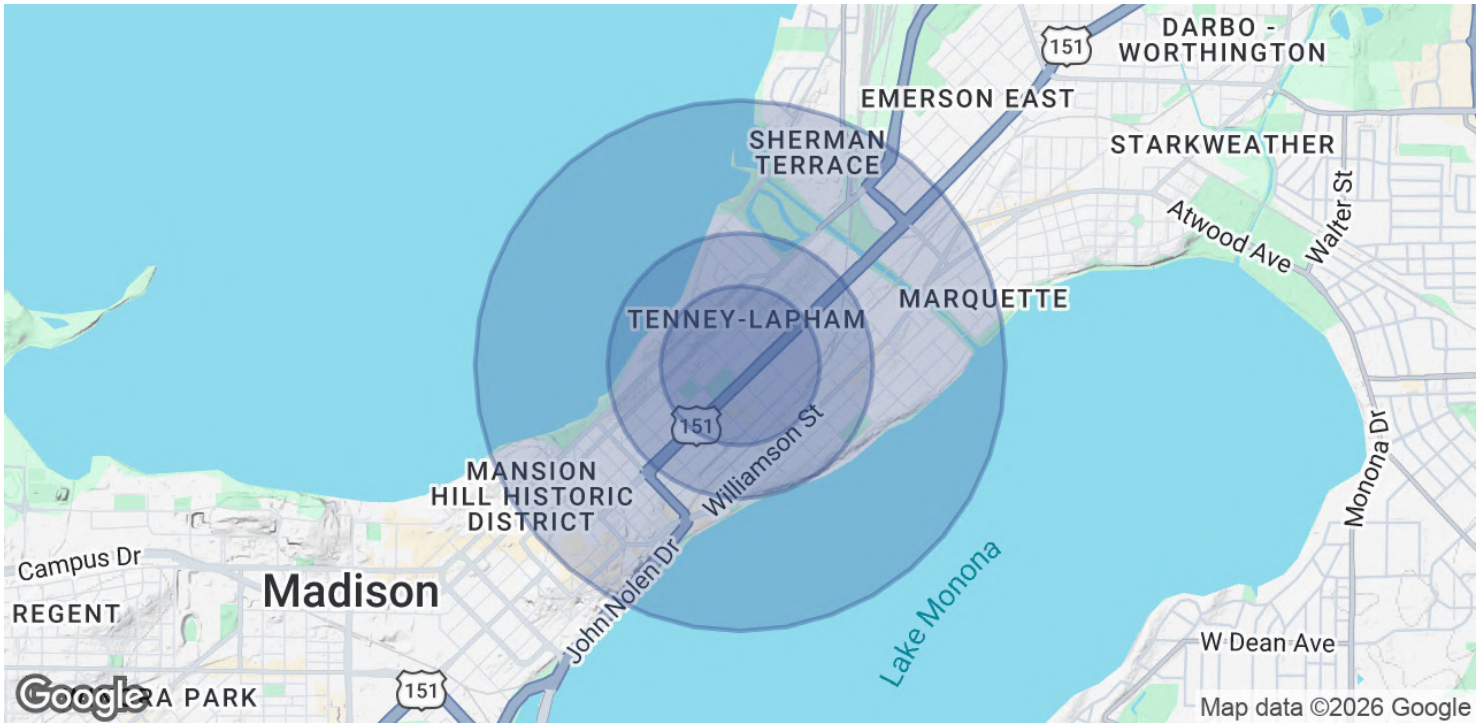 151
DARBO -
WORTHINGTON
EMERSON EAST
SHERMAN
TERRACE
STARKWEATHER
Walter St
Atwood Ave
MARQUETTE
TENNEY-LAPHAM
151
Williamson St
MANSION
HILL HISTORIC
DISTRICT
Monona Dr
Campus Dr
Madison
John Nolen Dr
Lake Monona
REGENT
W Dean Ave
151
PARK
Google
Map data ©2026 Google